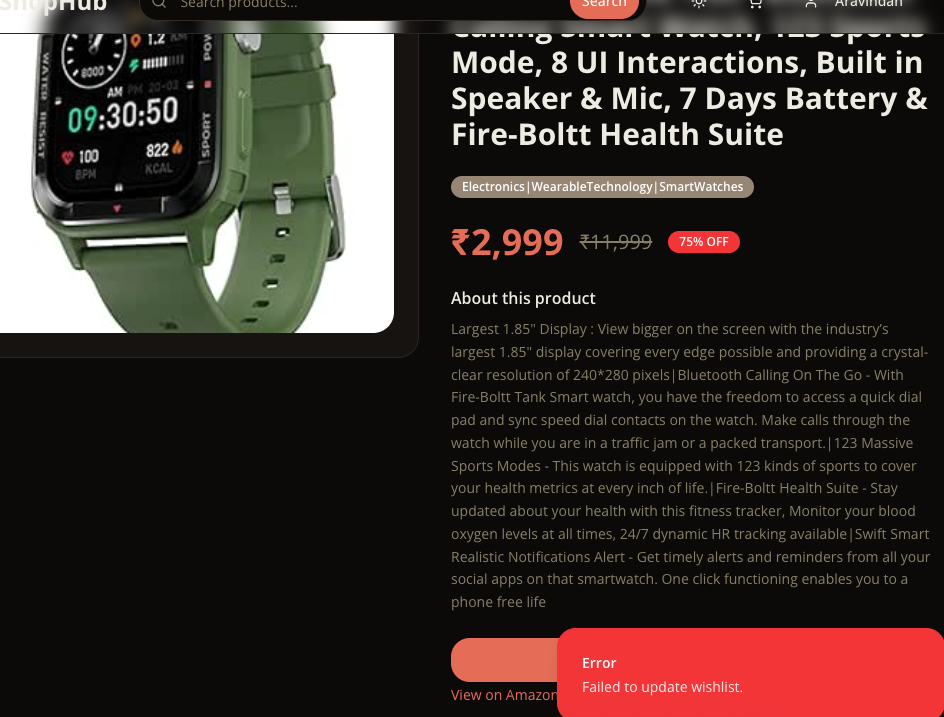 ShopHub
Search products...
Search
Aravindan
Calling Smart Watch, 123 Sports
Mode, 8 UI Interactions, Built in
Speaker & Mic, 7 Days Battery &
Fire-Boltt Health Suite
1.2
8000
AM PM 20-03
09:30:50
100
BPM
822
KCAL
WATER RESIST
SPORT
Electronics|WearableTechnology|SmartWatches
₹2,999 ₹11,999 75% OFF
About this product
Largest 1.85" Display : View bigger on the screen with the industry’s
largest 1.85" display covering every edge possible and providing a crystal-
clear resolution of 240*280 pixels|Bluetooth Calling On The Go - With
Fire-Boltt Tank Smart watch, you have the freedom to access a quick dial
pad and sync speed dial contacts on the watch. Make calls through the
watch while you are in a traffic jam or a packed transport.|123 Massive
Sports Modes - This watch is equipped with 123 kinds of sports to cover
your health metrics at every inch of life.|Fire-Boltt Health Suite - Stay
updated about your health with this fitness tracker, Monitor your blood
oxygen levels at all times, 24/7 dynamic HR tracking available|Swift Smart
Realistic Notifications Alert - Get timely alerts and reminders from all your
social apps on that smartwatch. One click functioning enables you to a
phone free life
View on Amazon
Error
Failed to update wishlist.